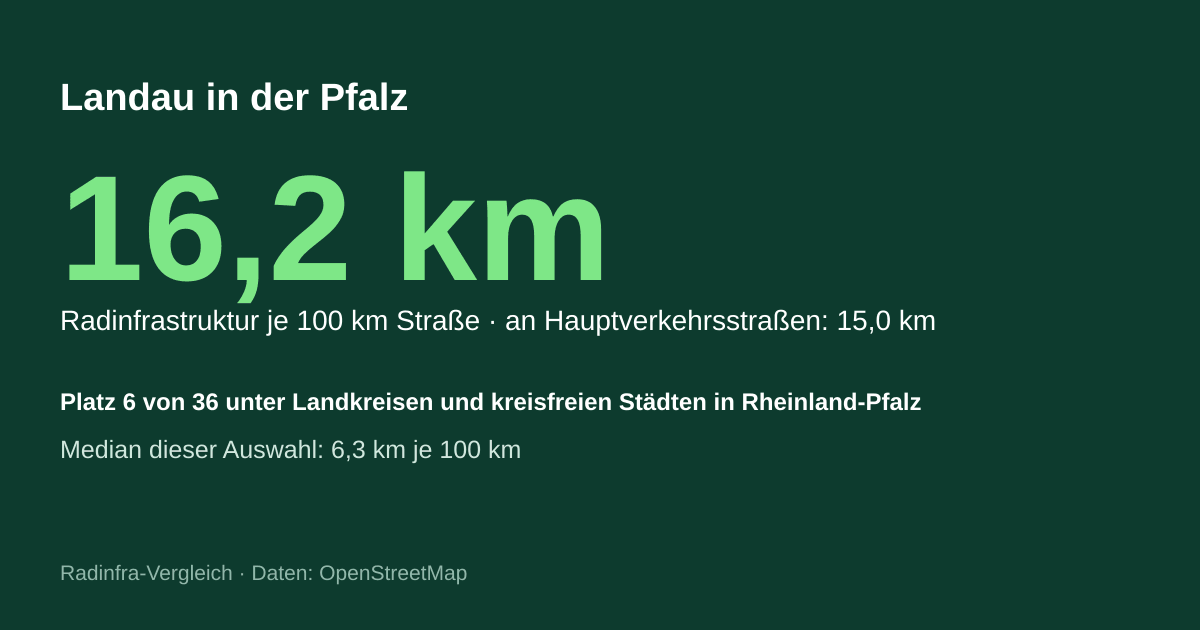 Landau in der Pfalz
16,2 km
Radinfrastruktur je 100 km Straße · an Hauptverkehrsstraßen: 15,0 km
Platz 6 von 36 unter Landkreisen und kreisfreien Städten in Rheinland-Pfalz
Median dieser Auswahl: 6,3 km je 100 km
Radinfra-Vergleich · Daten: OpenStreetMap